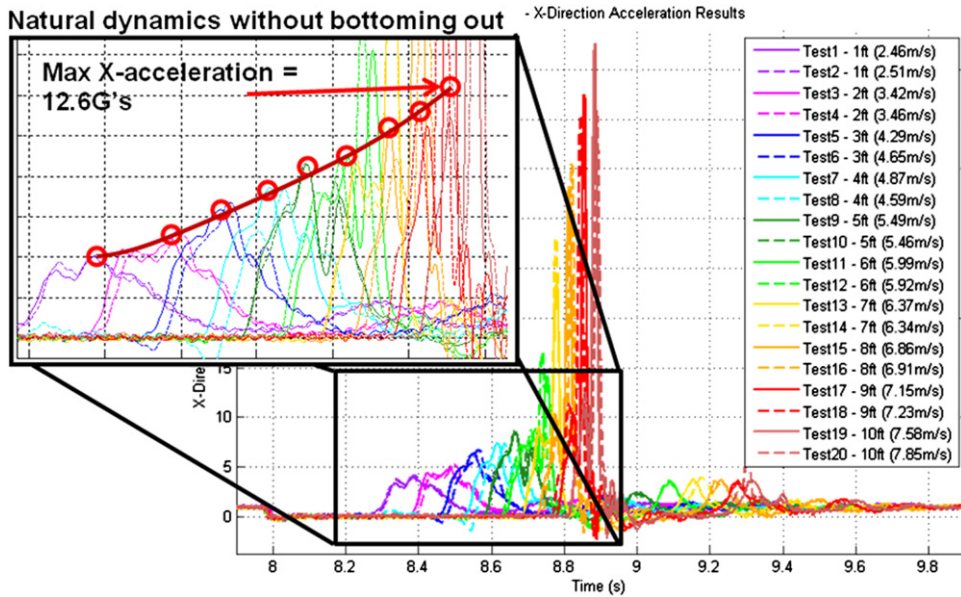 Natural dynamics without bottoming out
- X-Direction Acceleration Results
Max X-acceleration =
12.6G's
Test1 - 1ft (2.46m/s)
Test2 - 1ft (2.51m/s)
Test3 - 2ft (3.42m/s)
Test4 - 2ft (3.46m/s)
Test5 - 3ft (4.29m/s)
Test6 - 3ft (4.65m/s)
Test7 - 4ft (4.87m/s)
Test8 - 4ft (4.59m/s)
Test9 - 5ft (5.49m/s)
Test10 - 5ft (5.46m/s)
Test11 - 6ft (5.99m/s)
Test12 - 6ft (5.92m/s)
Test13 - 7ft (6.37m/s)
Test14 - 7ft (6.34m/s)
Test15 - 8ft (6.86m/s)
Test16 - 8ft (6.91m/s)
Test17 - 9ft (7.15m/s)
Test18 - 9ft (7.23m/s)
Test19 - 10ft (7.58m/s)
Test20 - 10ft (7.85m/s)
X-Dire
15
10
5
0
8 8.2 8.4 8.6 8.8 9 9.2 9.4 9.6 9.8
Time (s)